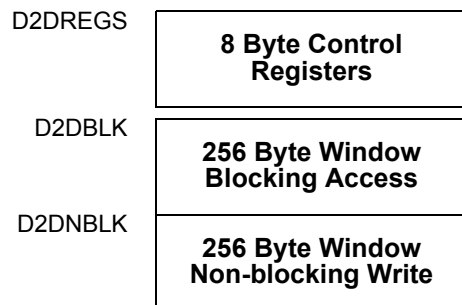 D2DREGS
8 Byte Control
Registers
D2DBLK
256 Byte Window
Blocking Access
D2DNBLK
256 Byte Window
Non-blocking Write